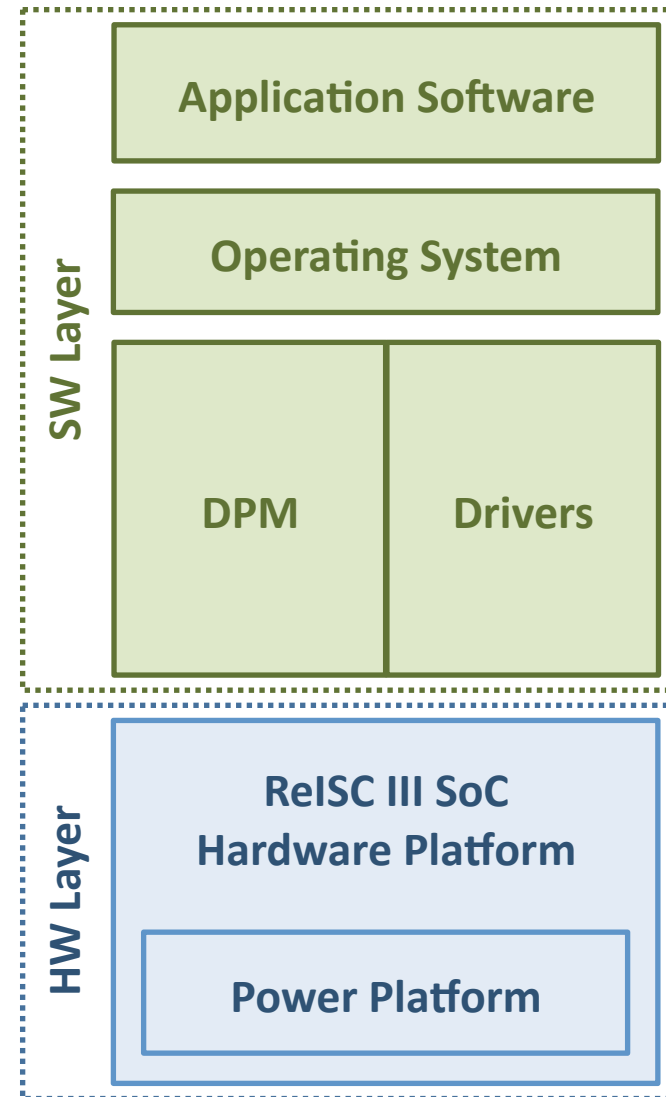 SW Layer
Application Software
Operating System
DPM
Drivers
HW Layer
ReISC III SoC
Hardware Platform
Power Platform